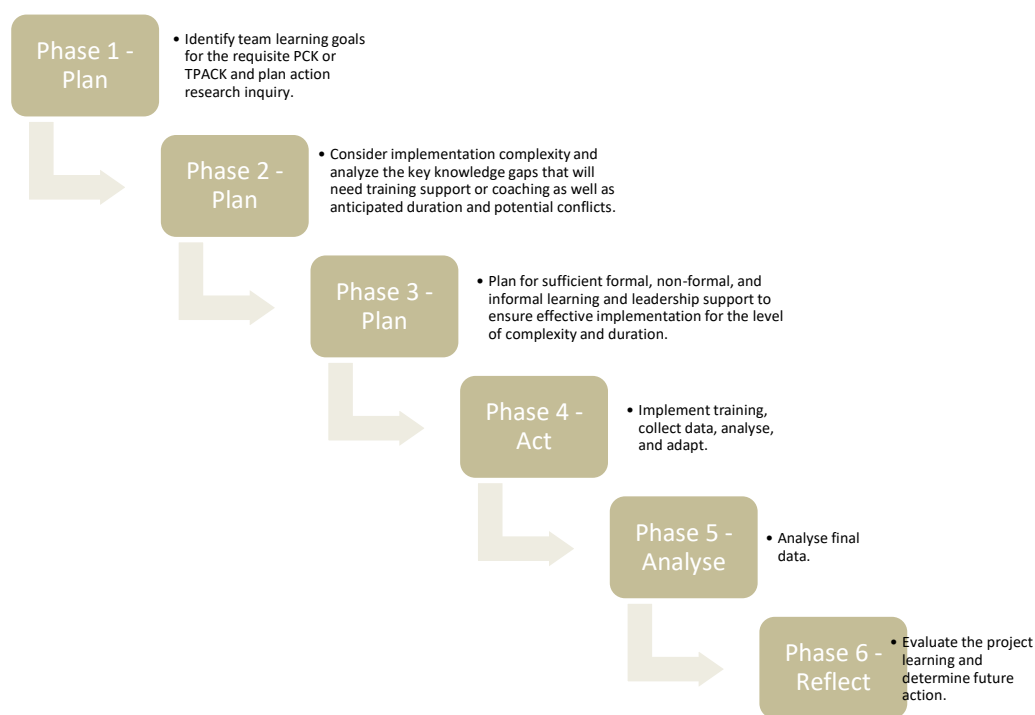 Phase 1 -
Plan
• Identify team learning goals
for the requisite PCK or
TPACK and plan action
research inquiry.
Phase 2 -
Plan
• Consider implementation complexity and
analyze the key knowledge gaps that will
need training support or coaching as well as
anticipated duration and potential conflicts.
Phase 3 -
Plan
• Plan for sufficient formal, non-formal, and
informal learning and leadership support to
ensure effective implementation for the level
of complexity and duration.
Phase 4 -
Act
• Implement training,
collect data, analyse,
and adapt.
Phase 5 -
Analyse
• Analyse final
data.
Phase 6 -
Reflect
• Evaluate the project
learning and
determine future
action.